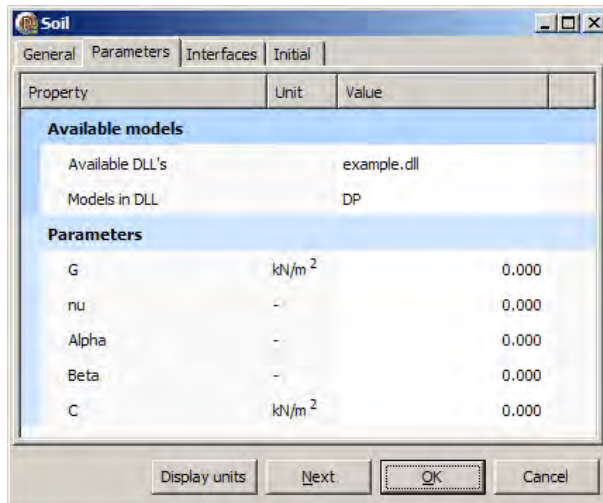 Soil
General Parameters Interfaces Initial
Property Unit Value
Available models
Available DLL's example.dll
Models in DLL DP
Parameters
G kN/m² 0.000
nu - 0.000
Alpha - 0.000
Beta - 0.000
C kN/m² 0.000
Display units Next OK Cancel